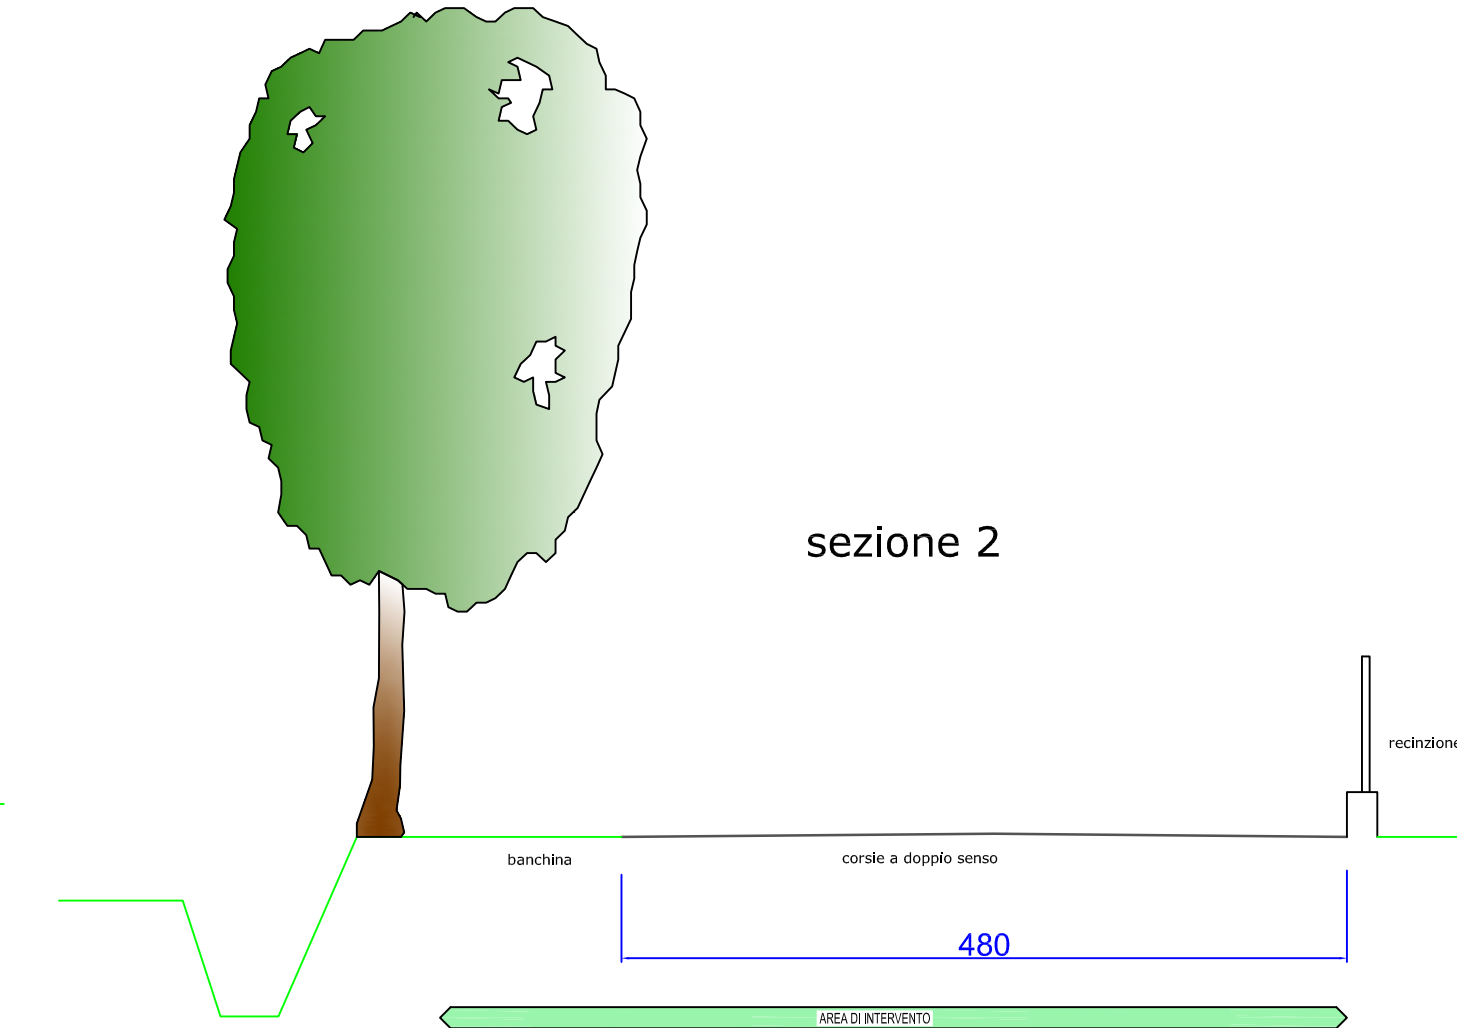 sezione 2
recinzione
banchina
corsie a doppio senso
480
AREA DI INTERVENTO